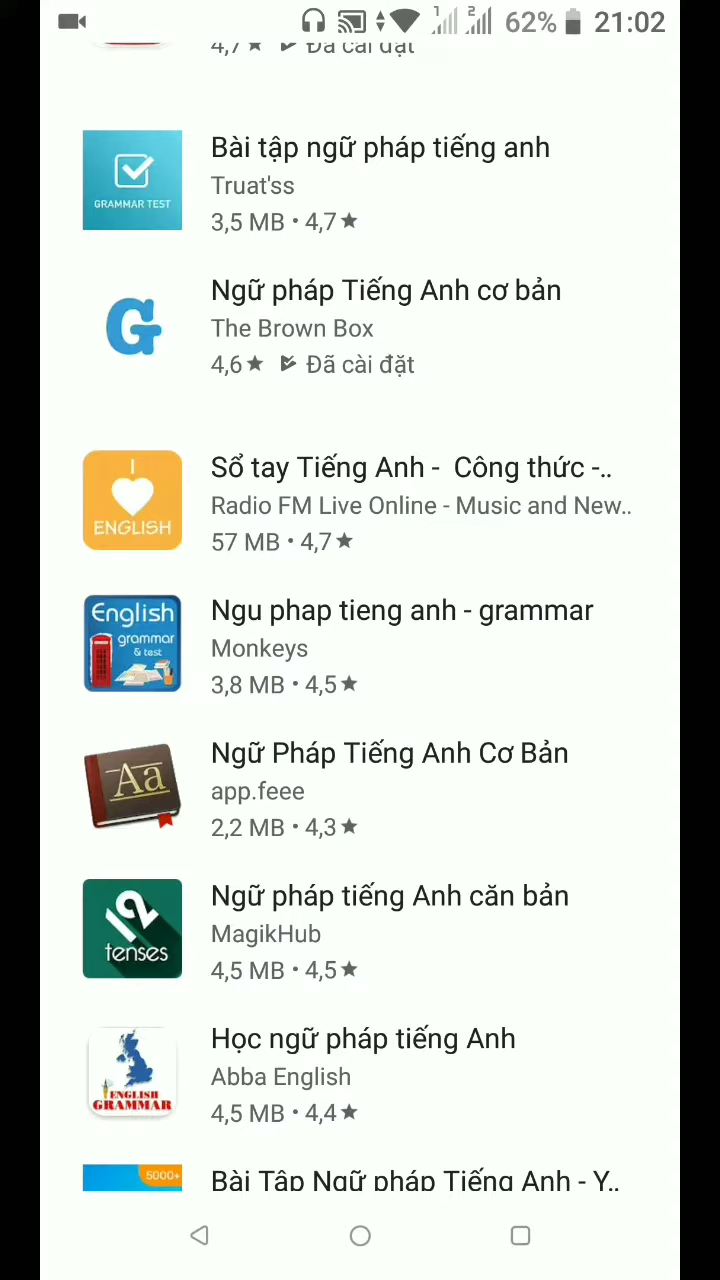 1 2 62% 21:02
4,7★ Đã cài đặt
GRAMMAR TEST
Bài tập ngữ pháp tiếng anh
Truat'ss
3,5 MB • 4,7★
G
Ngữ pháp Tiếng Anh cơ bản
The Brown Box
4,6★ Đã cài đặt
I
ENGLISH
Sổ tay Tiếng Anh - Công thức -..
Radio FM Live Online - Music and New..
57 MB • 4,7★
English
grammar
& test
Ngu phap tieng anh - grammar
Monkeys
3,8 MB • 4,5★
Aa
Ngữ Pháp Tiếng Anh Cơ Bản
app.feee
2,2 MB • 4,3★
12
tenses
Ngữ pháp tiếng Anh căn bản
MagikHub
4,5 MB • 4,5★
ENGLISH
GRAMMAR
Học ngữ pháp tiếng Anh
Abba English
4,5 MB • 4,4★
5000+
Bài Tập Ngữ pháp Tiếng Anh - Y..